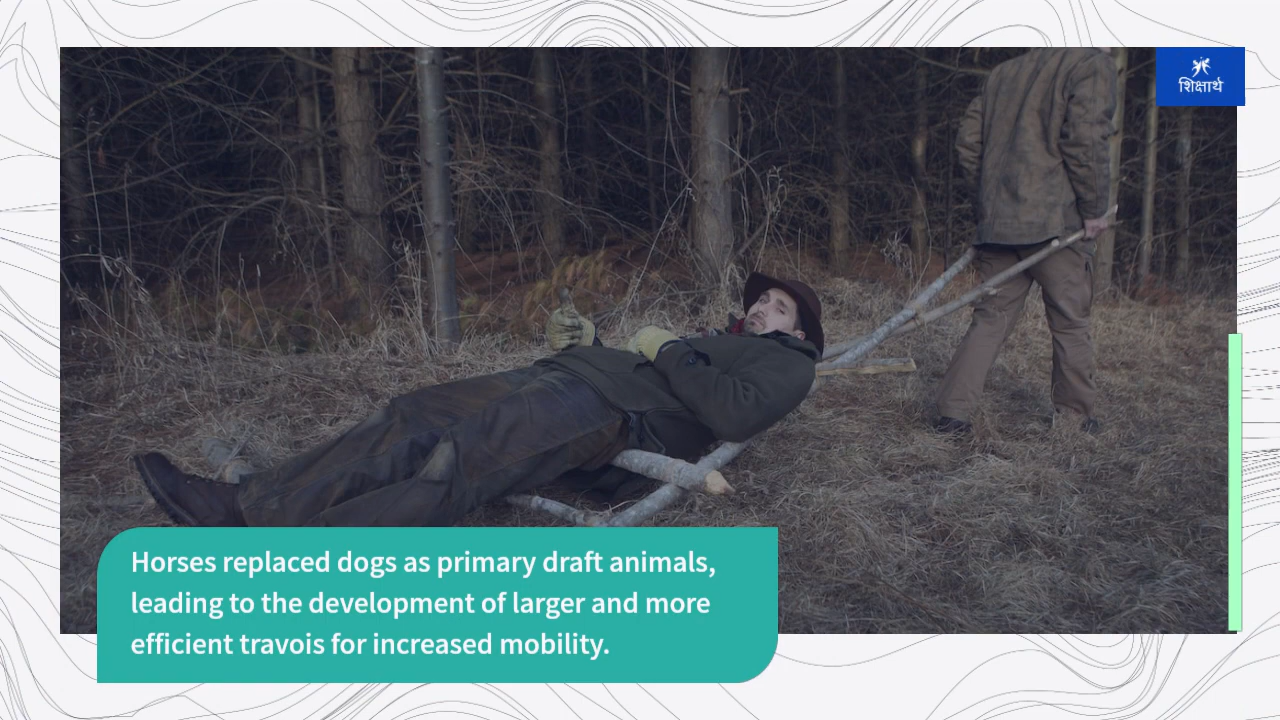 शिक्षार्थ
Horses replaced dogs as primary draft animals,
leading to the development of larger and more
efficient travois for increased mobility.